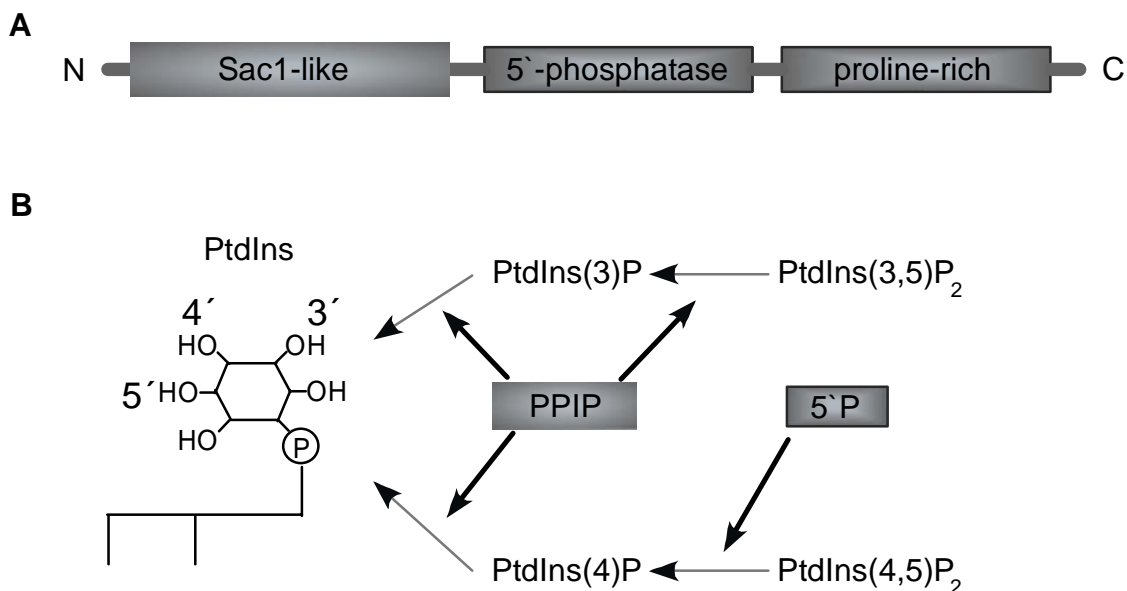 A
N Sac1-like 5`-phosphatase proline-rich C
B
PtdIns
PtdIns(3)P PtdIns(3,5)P2
4´ 3´
HO OH
5´HO OH
PPIP 5`P
HO P
PtdIns(4)P PtdIns(4,5)P2